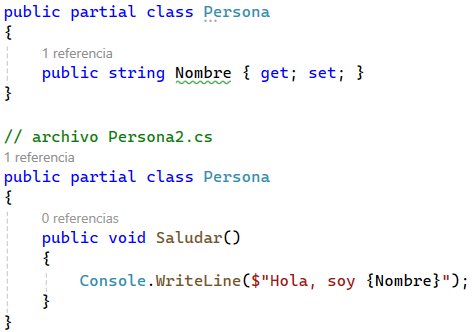 public partial class Persona
{
1 referencia
public string Nombre { get; set; }
}
// archivo Persona2.cs
1 referencia
public partial class Persona
{
0 referencias
public void Saludar()
{
Console.WriteLine($"Hola, soy {Nombre}");
}
}